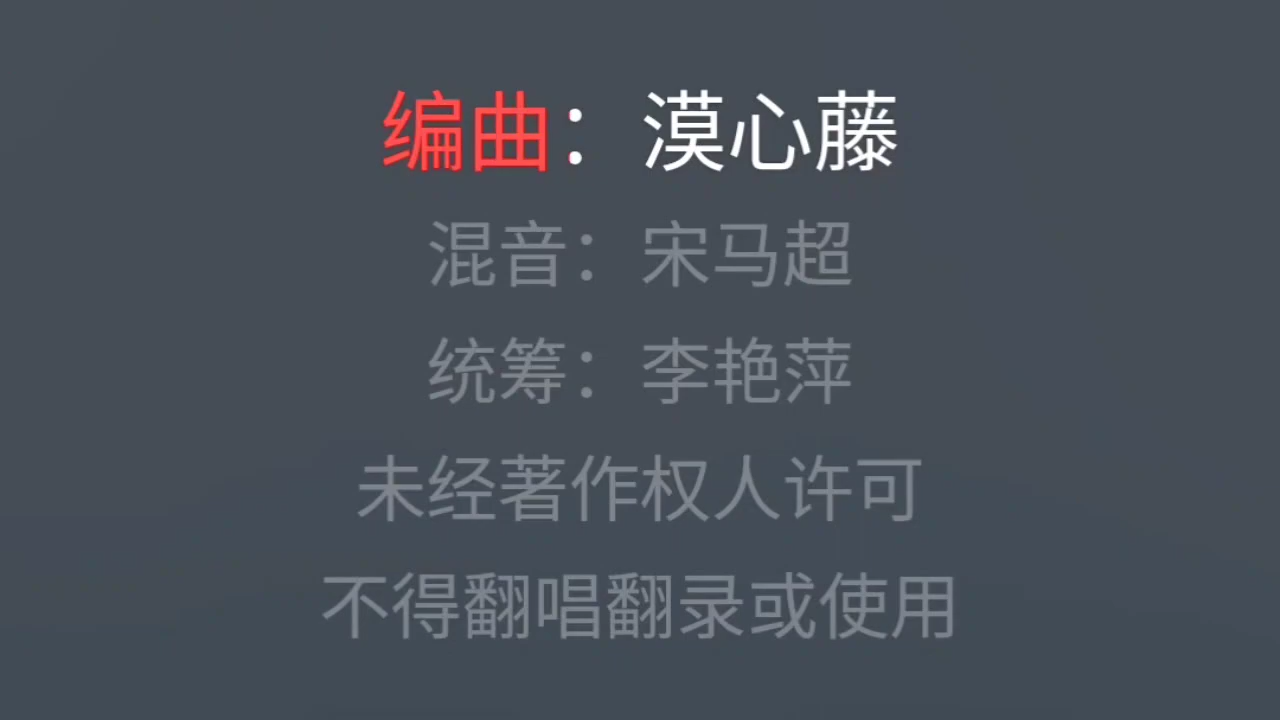 编曲：漠心藤
混音：宋马超
统筹：李艳萍
未经著作权人许可
不得翻唱翻录或使用